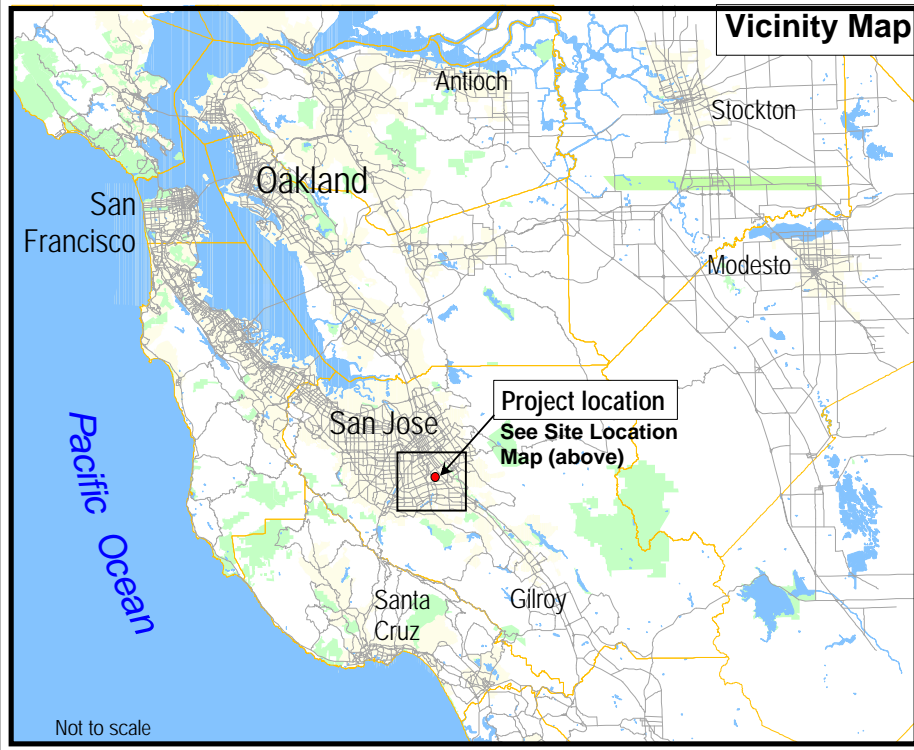 Vicinity Map
Antioch
Stockton
Oakland
San
Francisco
Modesto
Project location
See Site Location
Map (above)
San Jose
Pacific Ocean
Santa
Cruz
Gilroy
Not to scale